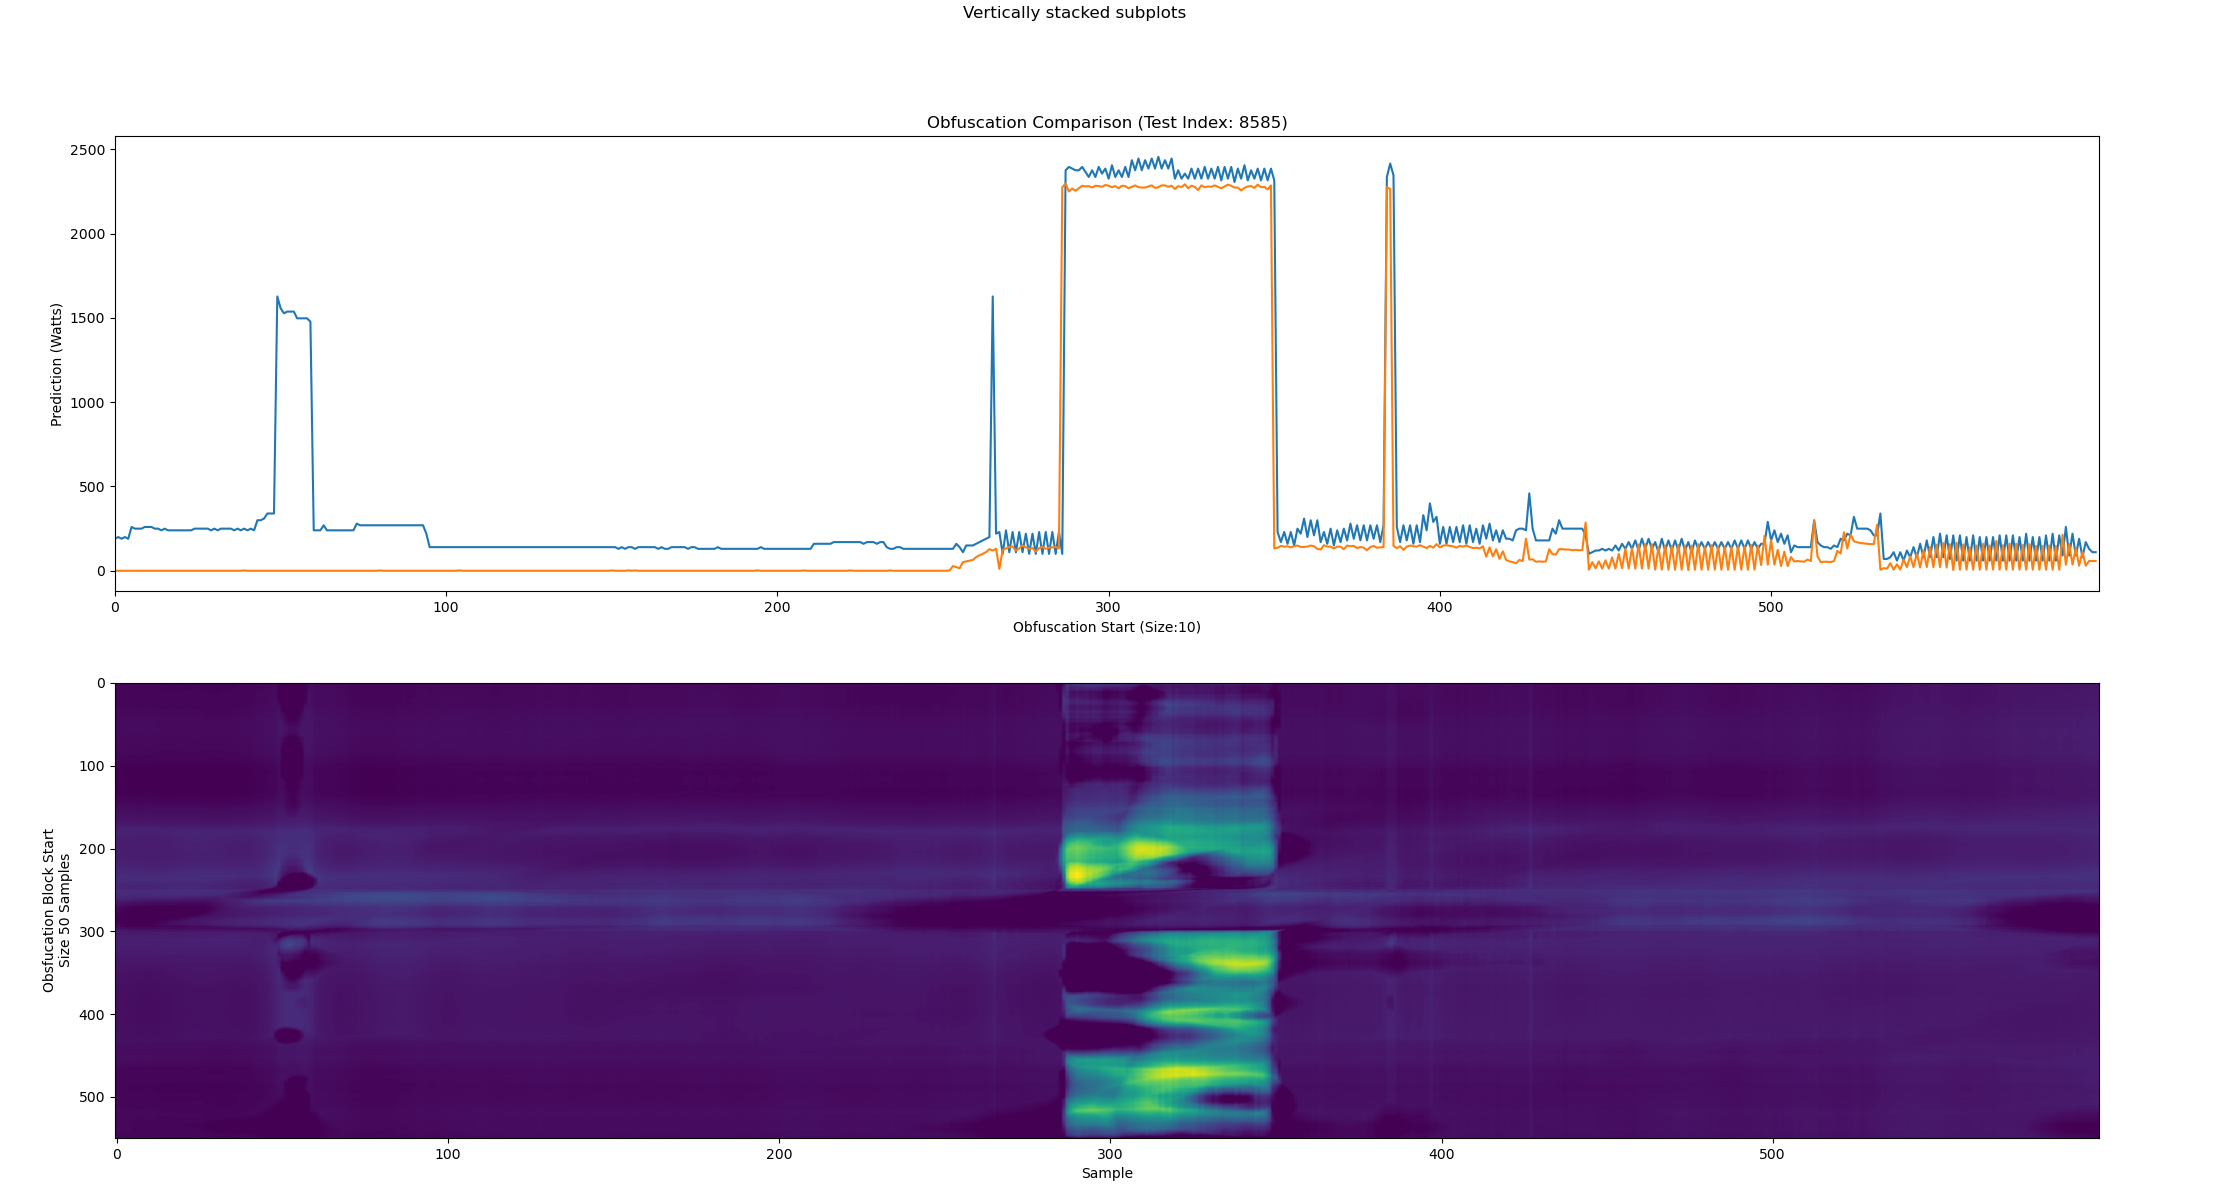 Vertically stacked subplots
Obfuscation Comparison (Test Index: 8585)
Prediction (Watts)
2500
2000
1500
1000
500
0
0 100 200 300 400 500
Obfuscation Start (Size:10)
Obsfucation Block Start
Size 50 Samples
0
100
200
300
400
500
0 100 200 300 400 500
Sample